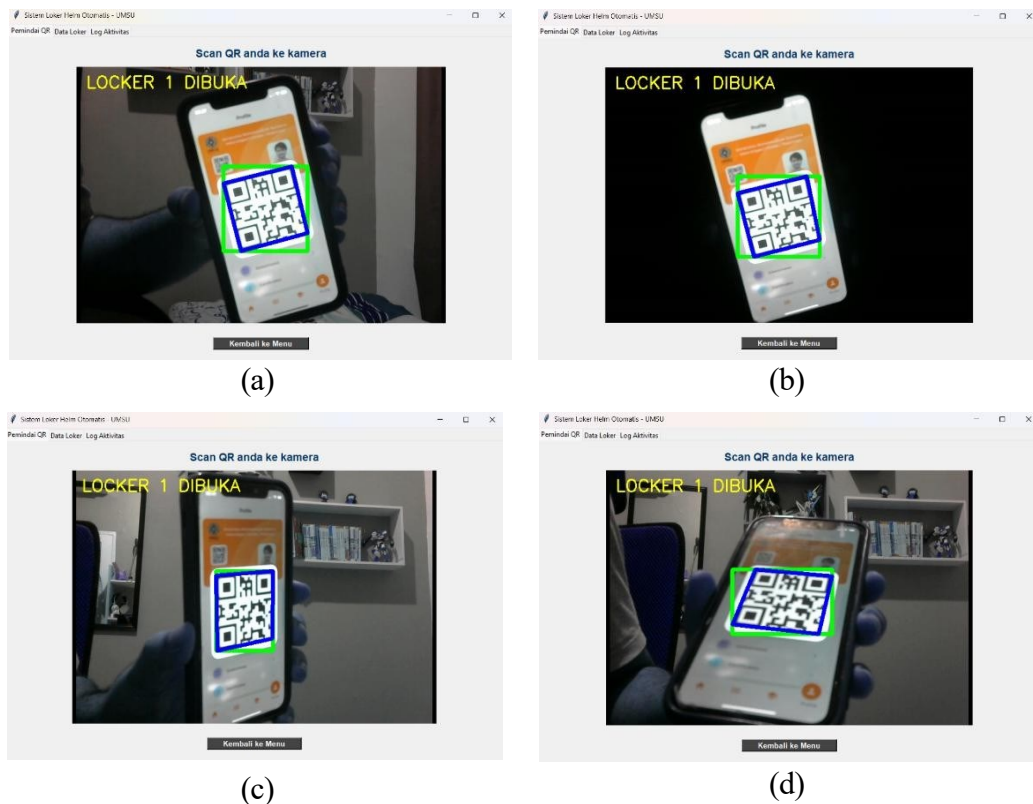 Sistem Loker Helm Otomatis - UMSU
Pemindai QR Data Loker Log Aktivitas
Scan QR anda ke kamera
LOCKER 1 DIBUKA
Profile
Kembali ke Menu
(a)
Sistem Loker Helm Otomatis - UMSU
Pemindai QR Data Loker Log Aktivitas
Scan QR anda ke kamera
LOCKER 1 DIBUKA
Profile
Kembali ke Menu
(b)
Sistem Loker Helm Otomatis - UMSU
Pemindai QR Data Loker Log Aktivitas
Scan QR anda ke kamera
LOCKER 1 DIBUKA
Profile
Kembali ke Menu
(c)
Sistem Loker Helm Otomatis - UMSU
Pemindai QR Data Loker Log Aktivitas
Scan QR anda ke kamera
LOCKER 1 DIBUKA
Kembali ke Menu
(d)